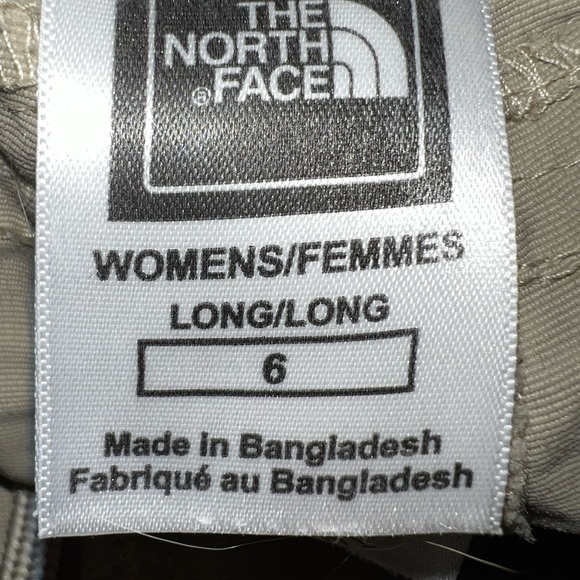 THE
NORTH
® FACE
WOMENS/FEMMES
LONG/LONG
6
Made in Bangladesh
Fabriqué au Bangladesh